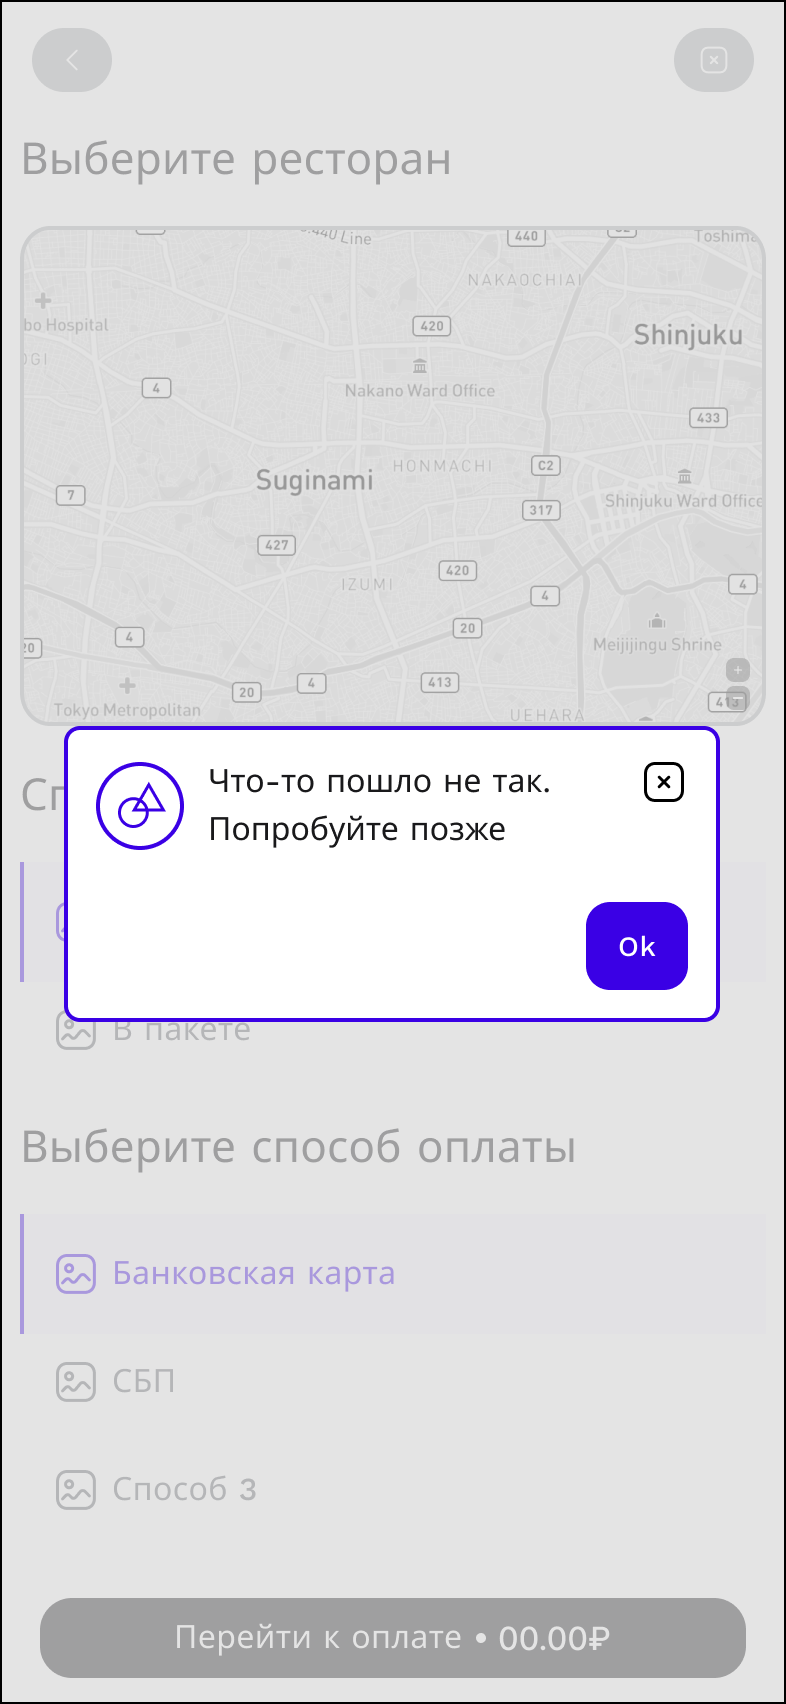 Выберите ресторан
440 Line
440
C2
Toshima
NAKAOCHIAI
bo Hospital
420
Shinjuku
OGI
4
Nakano Ward Office
433
Suginami
HONMACHI
C2
7
Shinjuku Ward Office
317
427
420
IZUMI
4
4
20
4
20
Meijijingu Shrine
4
413
20
413
Tokyo Metropolitan
UEHARA
Что-то пошло не так.
Попробуйте позже
Сп
Ok
В пакете
Выберите способ оплаты
Банковская карта
СБП
Способ 3
Перейти к оплате • 00.00₽